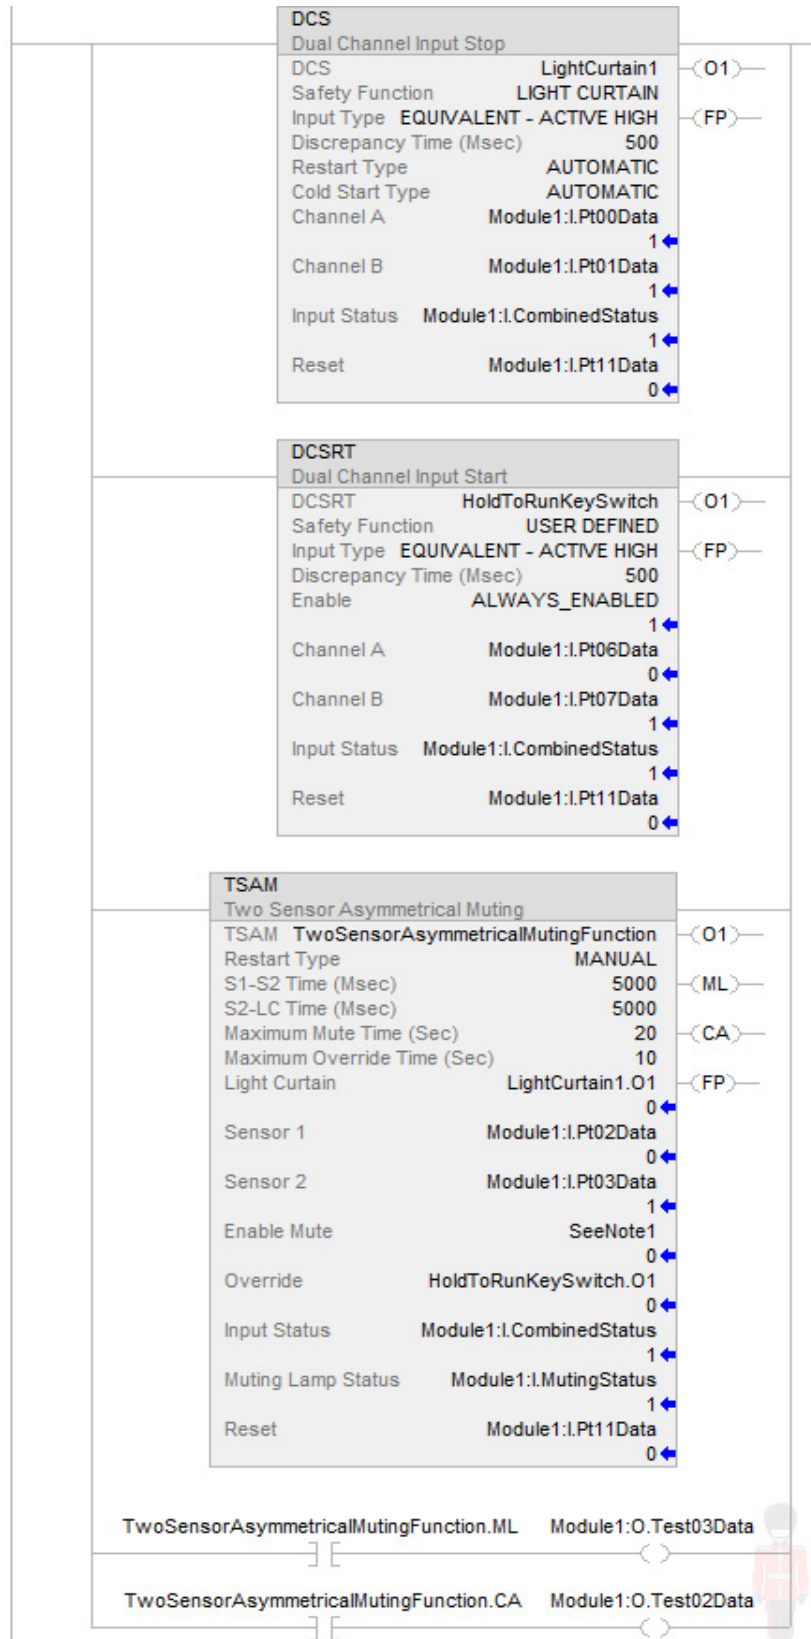 DCS
Dual Channel Input Stop
DCS LightCurtain1 (O1)
Safety Function LIGHT CURTAIN
Input Type EQUIVALENT - ACTIVE HIGH (FP)
Discrepancy Time (Msec) 500
Restart Type AUTOMATIC
Cold Start Type AUTOMATIC
Channel A Module1:I.Pt00Data
1
Channel B Module1:I.Pt01Data
1
Input Status Module1:I.CombinedStatus
1
Reset Module1:I.Pt11Data
0
DCSRT
Dual Channel Input Start
DCSRT HoldToRunKeySwitch (O1)
Safety Function USER DEFINED
Input Type EQUIVALENT - ACTIVE HIGH (FP)
Discrepancy Time (Msec) 500
Enable ALWAYS_ENABLED
1
Channel A Module1:I.Pt06Data
0
Channel B Module1:I.Pt07Data
1
Input Status Module1:I.CombinedStatus
1
Reset Module1:I.Pt11Data
0
TSAM
Two Sensor Asymmetrical Muting
TSAM TwoSensorAsymmetricalMutingFunction (O1)
Restart Type MANUAL
S1-S2 Time (Msec) 5000 (ML)
S2-LC Time (Msec) 5000
Maximum Mute Time (Sec) 20 (CA)
Maximum Override Time (Sec) 10
Light Curtain LightCurtain1.O1 (FP)
0
Sensor 1 Module1:I.Pt02Data
0
Sensor 2 Module1:I.Pt03Data
1
Enable Mute SeeNote1
0
Override HoldToRunKeySwitch.O1
0
Input Status Module1:I.CombinedStatus
1
Muting Lamp Status Module1:I.MutingStatus
1
Reset Module1:I.Pt11Data
0
TwoSensorAsymmetricalMutingFunction.ML Module1:O.Test03Data
TwoSensorAsymmetricalMutingFunction.CA Module1:O.Test02Data